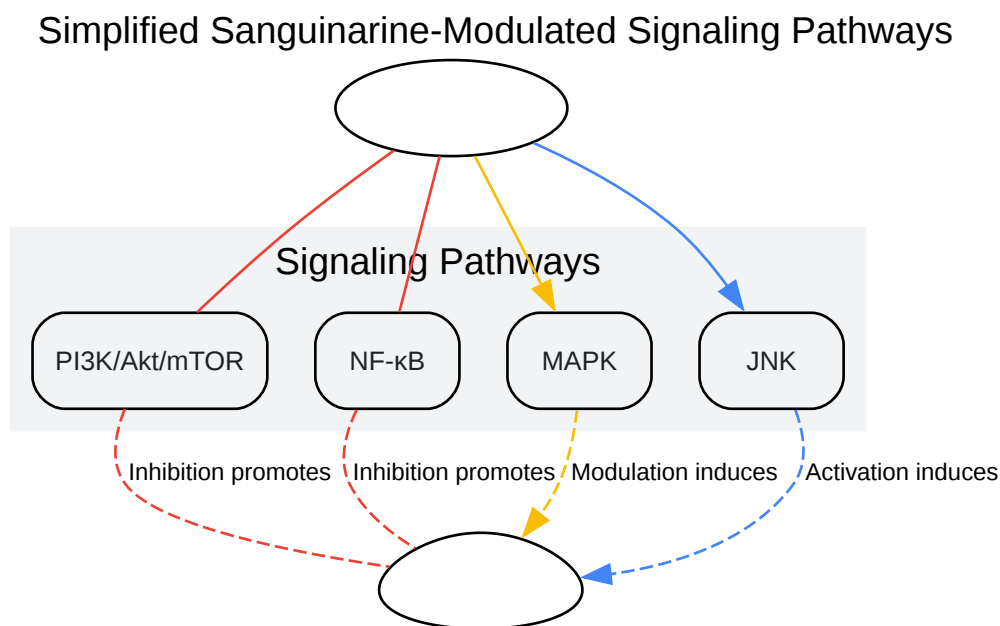 Simplified Sanguinarine-Modulated Signaling Pathways
Signaling Pathways
PI3K/Akt/mTOR
NF-κB
MAPK
JNK
Inhibition promotes
Inhibition promotes
Modulation induces
Activation induces